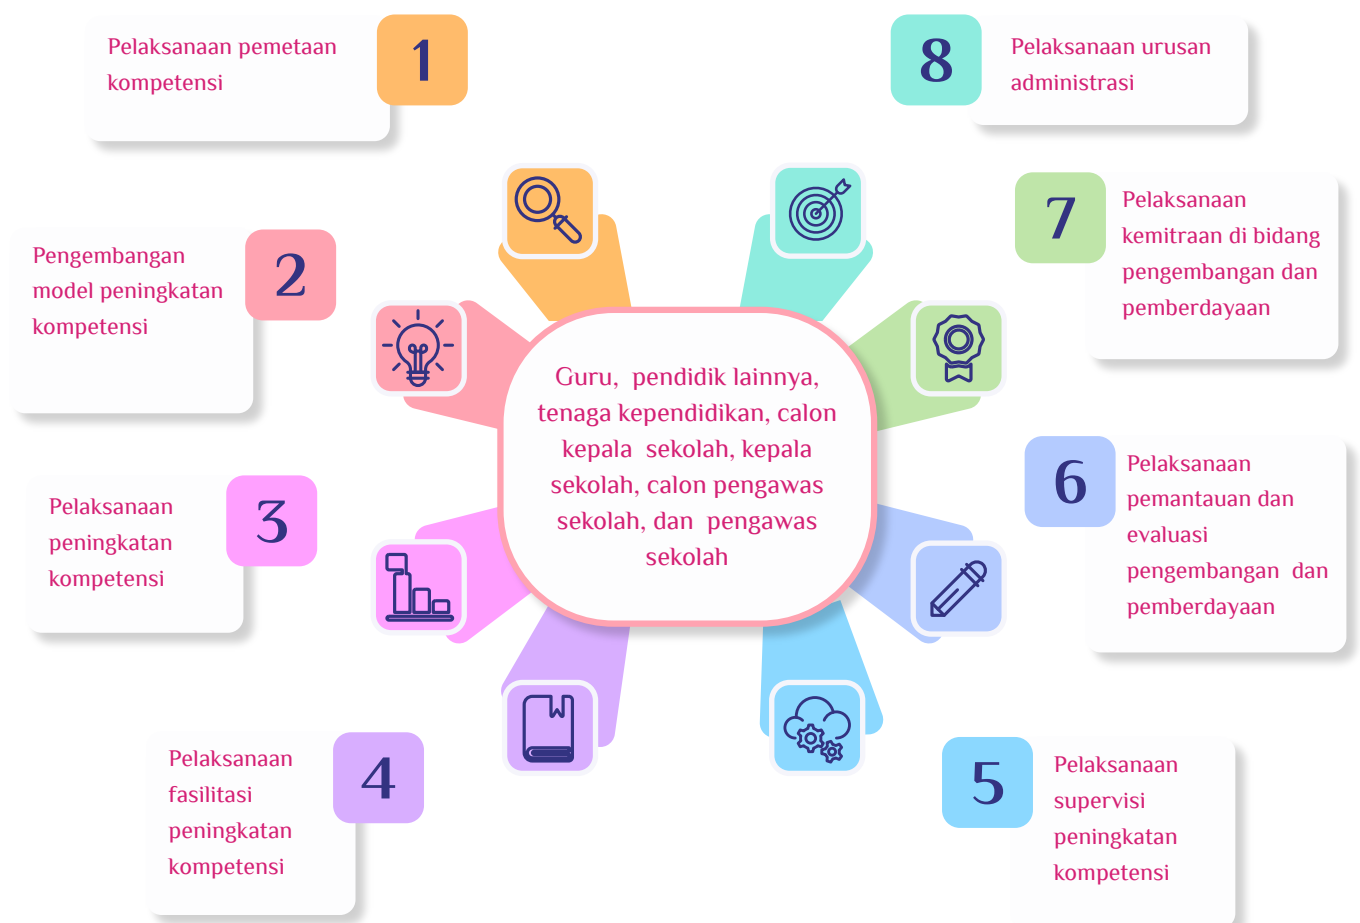 1
Pelaksanaan pemetaan
kompetensi
2
Pengembangan
model peningkatan
kompetensi
3
Pelaksanaan
peningkatan
kompetensi
4
Pelaksanaan
fasilitasi
peningkatan
kompetensi
5
Pelaksanaan
supervisi
peningkatan
kompetensi
6
Pelaksanaan
pemantauan dan
evaluasi
pengembangan dan
pemberdayaan
7
Pelaksanaan
kemitraan di bidang
pengembangan dan
pemberdayaan
8
Pelaksanaan urusan
administrasi
Guru, pendidik lainnya,
tenaga kependidikan, calon
kepala sekolah, kepala
sekolah, calon pengawas
sekolah, dan pengawas
sekolah